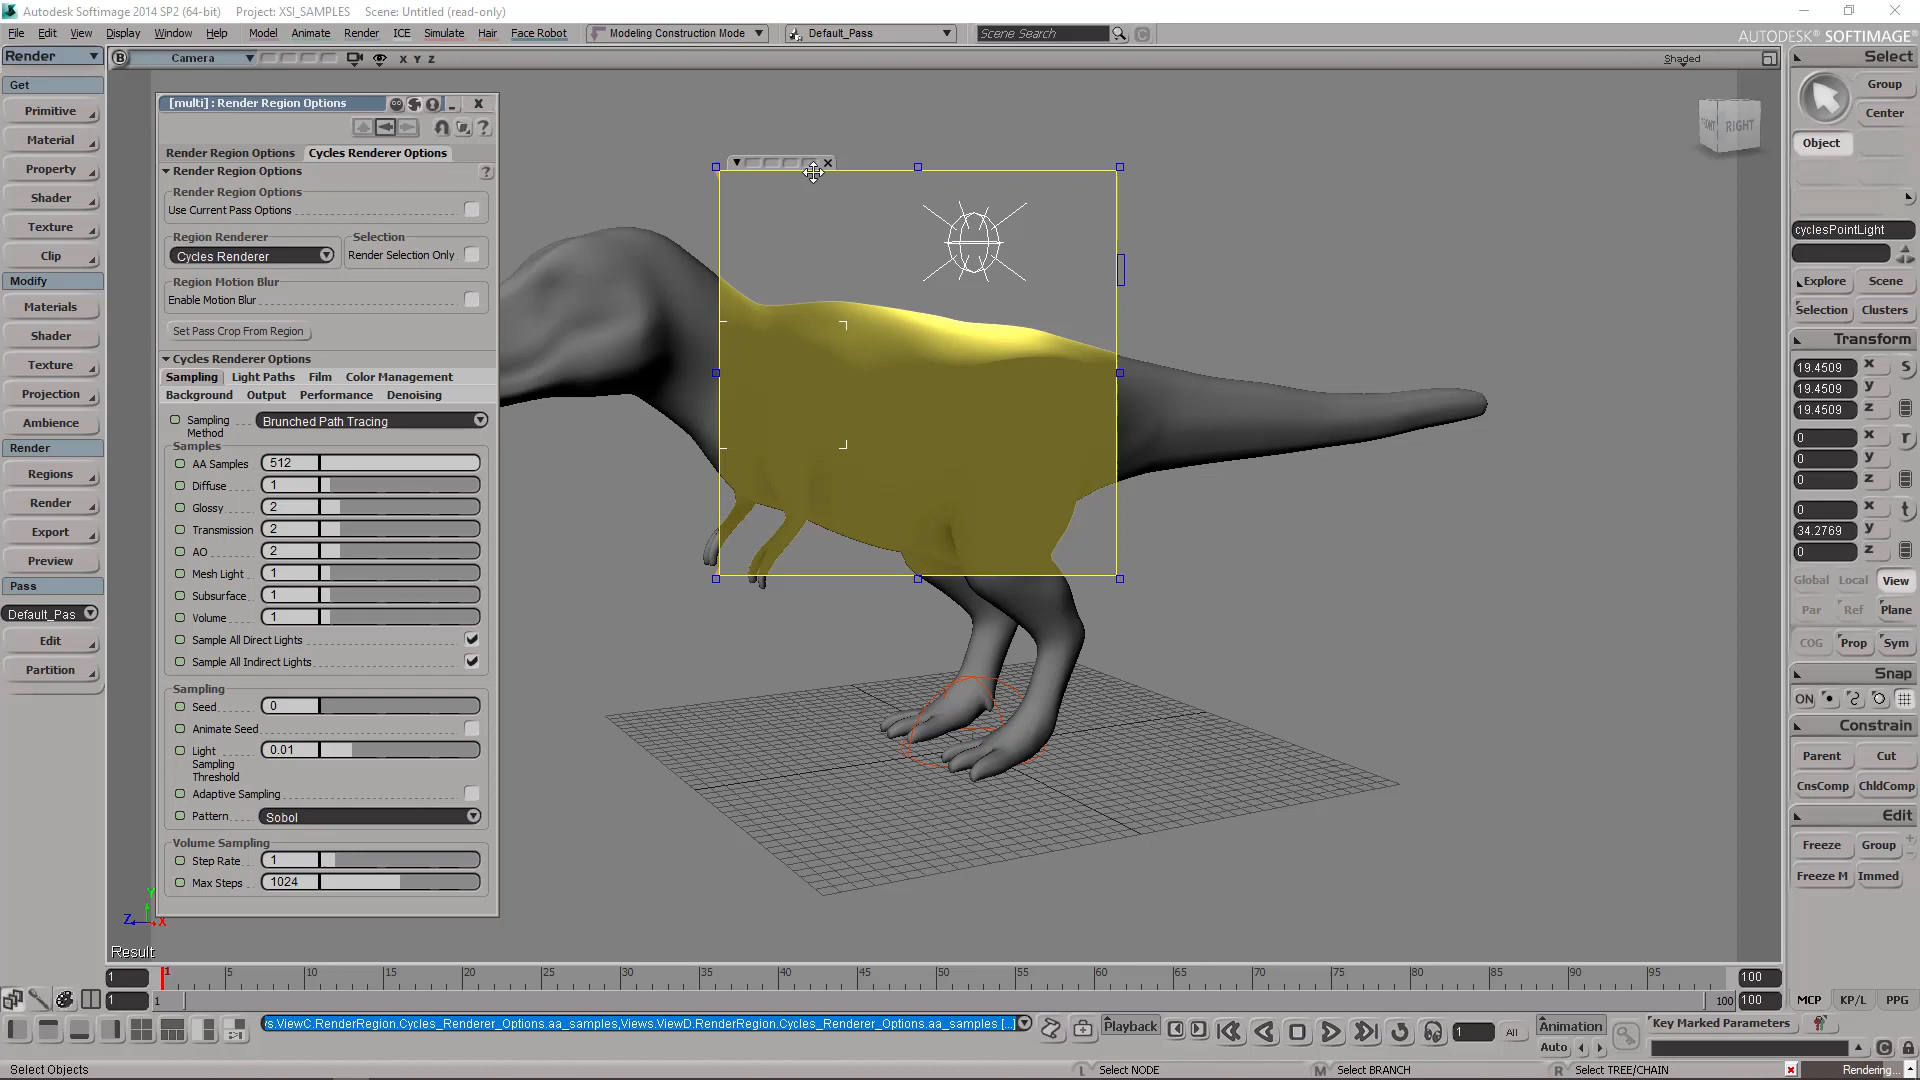 Autodesk Softimage 2014 SP2 (64-bit) Project: XSI_SAMPLES Scene: Untitled (read-only)
File Edit View Display Window Help Model Animate Render ICE Simulate Hair Face Robot Modeling Construction Mode Default_Pass Scene Search AUTODESK® SOFTIMAGE®
Render
B Camera X Y Z Shaded
Get
Primitive
Material
Property
Shader
Texture
Clip
Modify
Materials
Shader
Texture
Projection
Ambience
Render
Regions
Render
Export
Preview
Pass
Default_Pas
Edit
Partition
[multi] : Render Region Options
Render Region Options Cycles Renderer Options
Render Region Options
Render Region Options
Use Current Pass Options
Region Renderer Selection
Cycles Renderer Render Selection Only
Region Motion Blur
Enable Motion Blur
Set Pass Crop From Region
Cycles Renderer Options
Sampling Light Paths Film Color Management
Background Output Performance Denoising
Sampling Method Brunched Path Tracing
Samples
AA Samples 512
Diffuse 1
Glossy 2
Transmission 2
AO 2
Mesh Light 1
Subsurface 1
Volume 1
Sample All Direct Lights
Sample All Indirect Lights
Sampling
Seed 0
Animate Seed
Light Sampling Threshold 0.01
Adaptive Sampling
Pattern Sobol
Volume Sampling
Step Rate 1
Max Steps 1024
Y
Z X
Result
RIGHT
Select
Group
Center
Object
cyclesPointLight
Explore Scene
Selection Clusters
Transform
19.4509 x s
19.4509 y
19.4509 z
0 x r
0 y
0 z
0 x t
34.2769 y
0 z
Global Local View
Par Ref Plane
COG Prop Sym
Snap
ON
Constrain
Parent Cut
CnsComp ChldComp
Edit
Freeze Group
Freeze M Immed
1 1 5 10 15 20 25 30 35 40 45 50 55 60 65 70 75 80 85 90 95 100
1 1 100 100 MCP KP/L PPG
s.ViewC.RenderRegion.Cycles_Renderer_Options.aa_samples,Views.ViewD.RenderRegion.Cycles_Renderer_Options.aa_samples [...] Playback 1 All Animation Key Marked Parameters
Auto
Select Objects L Select NODE M Select BRANCH R Select TREE/CHAIN Rendering...